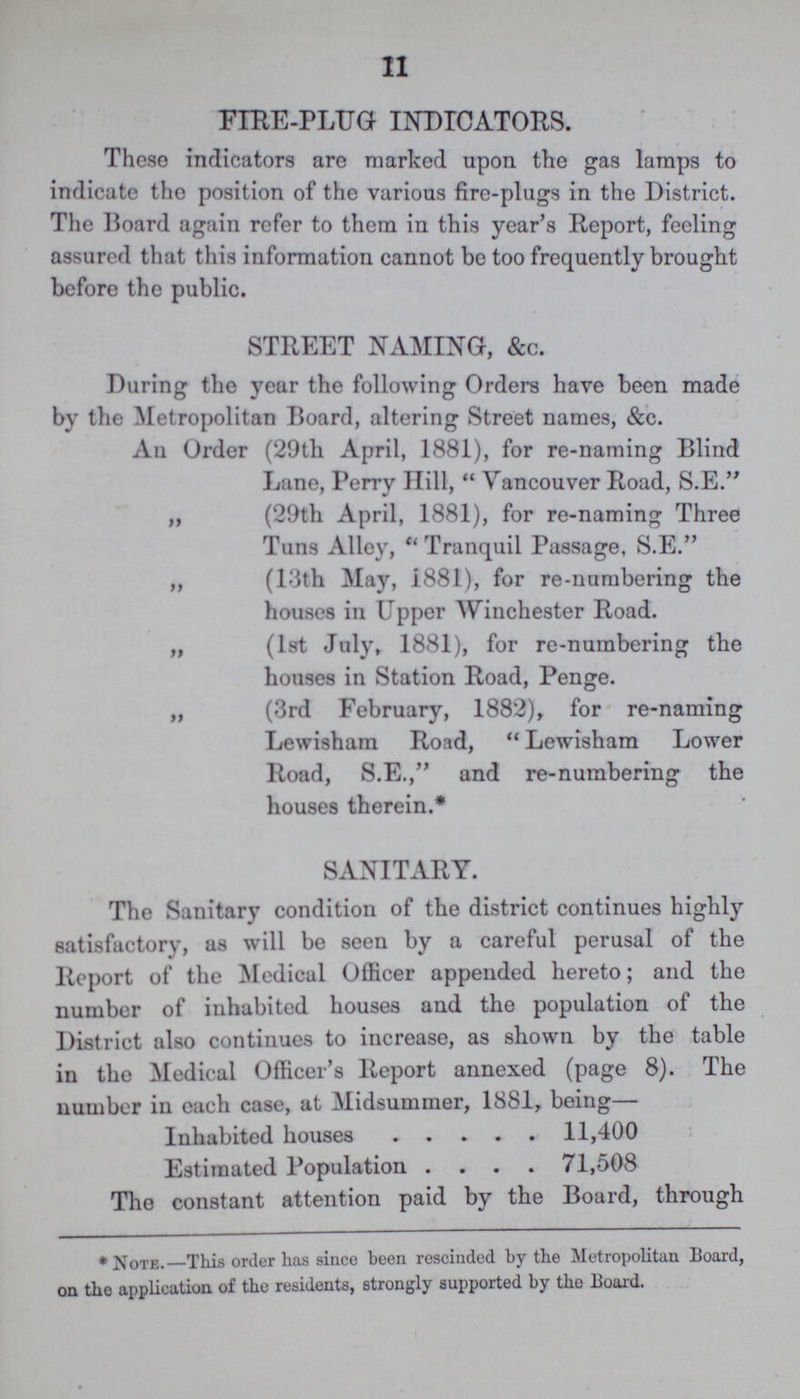 11
FIRE-PLUG INDICATORS.
These indicators are marked upon the gas lamps to
indicate the position of the various fire-plugs in the District.
The Board again refer to them in this year's Report, feeling
assured that this information cannot be too frequently brought
before the public.
STREET NAMING, &c.
During the year the following Orders have been made
by the Metropolitan Board, altering Street names, &c.
An Order (29th April, 1881), for re-naming Blind
Lane, Perry Hill, “ Vancouver Road, S.E.”
„ (29th April, 1881), for re-naming Three
Tuns Alley, “ Tranquil Passage, S.E.”
„ (13th May, 1881), for re-numbering the
houses in Upper Winchester Road.
„ (1st July, 1881), for re-numbering the
houses in Station Road, Penge.
„ (3rd February, 1882), for re-naming
Lewisham Road, “ Lewisham Lower
Road, S.E.,” and re-numbering the
houses therein.*
SANITARY.
The Sanitary condition of the district continues highly
satisfactory, as will be seen by a careful perusal of the
Report of the Medical Officer appended hereto; and the
number of inhabited houses and the population of the
District also continues to increase, as shown by the table
in the Medical Officer's Report annexed (page 8). The
number in each case, at Midsummer, 1881, being—
Inhabited houses . . . . . 11,400
Estimated Population . . . . 71,508
The constant attention paid by the Board, through
* NOTE.—This order has since been rescinded by the Metropolitan Board,
on the application of the residents, strongly supported by the Board.